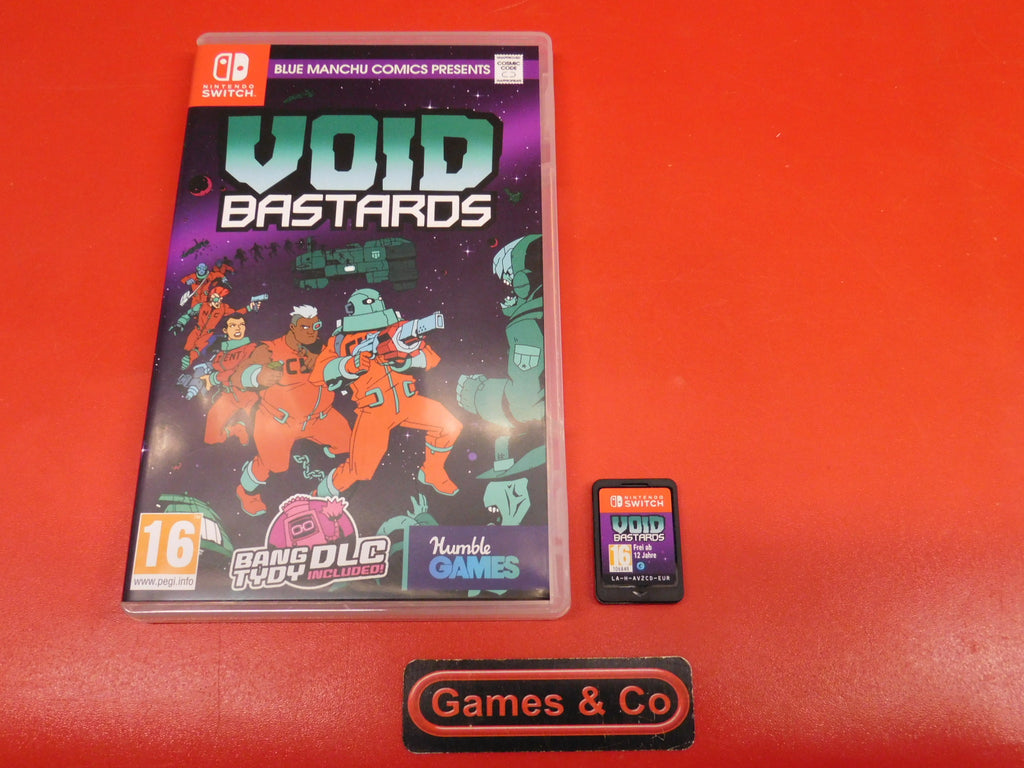 NINTENDO
SWITCH
BLUE MANCHU COMICS PRESENTS
COSMIC
CODE
VOID
BASTARDS
16
www.pegi.info
BANG DLC
TYDY INCLUDED!
Humble
GAMES
NINTENDO
SWITCH
VOID
BASTARDS
16
Frei ab
12 Jahre
LA-H-AVZCD-EUR
Games & Co